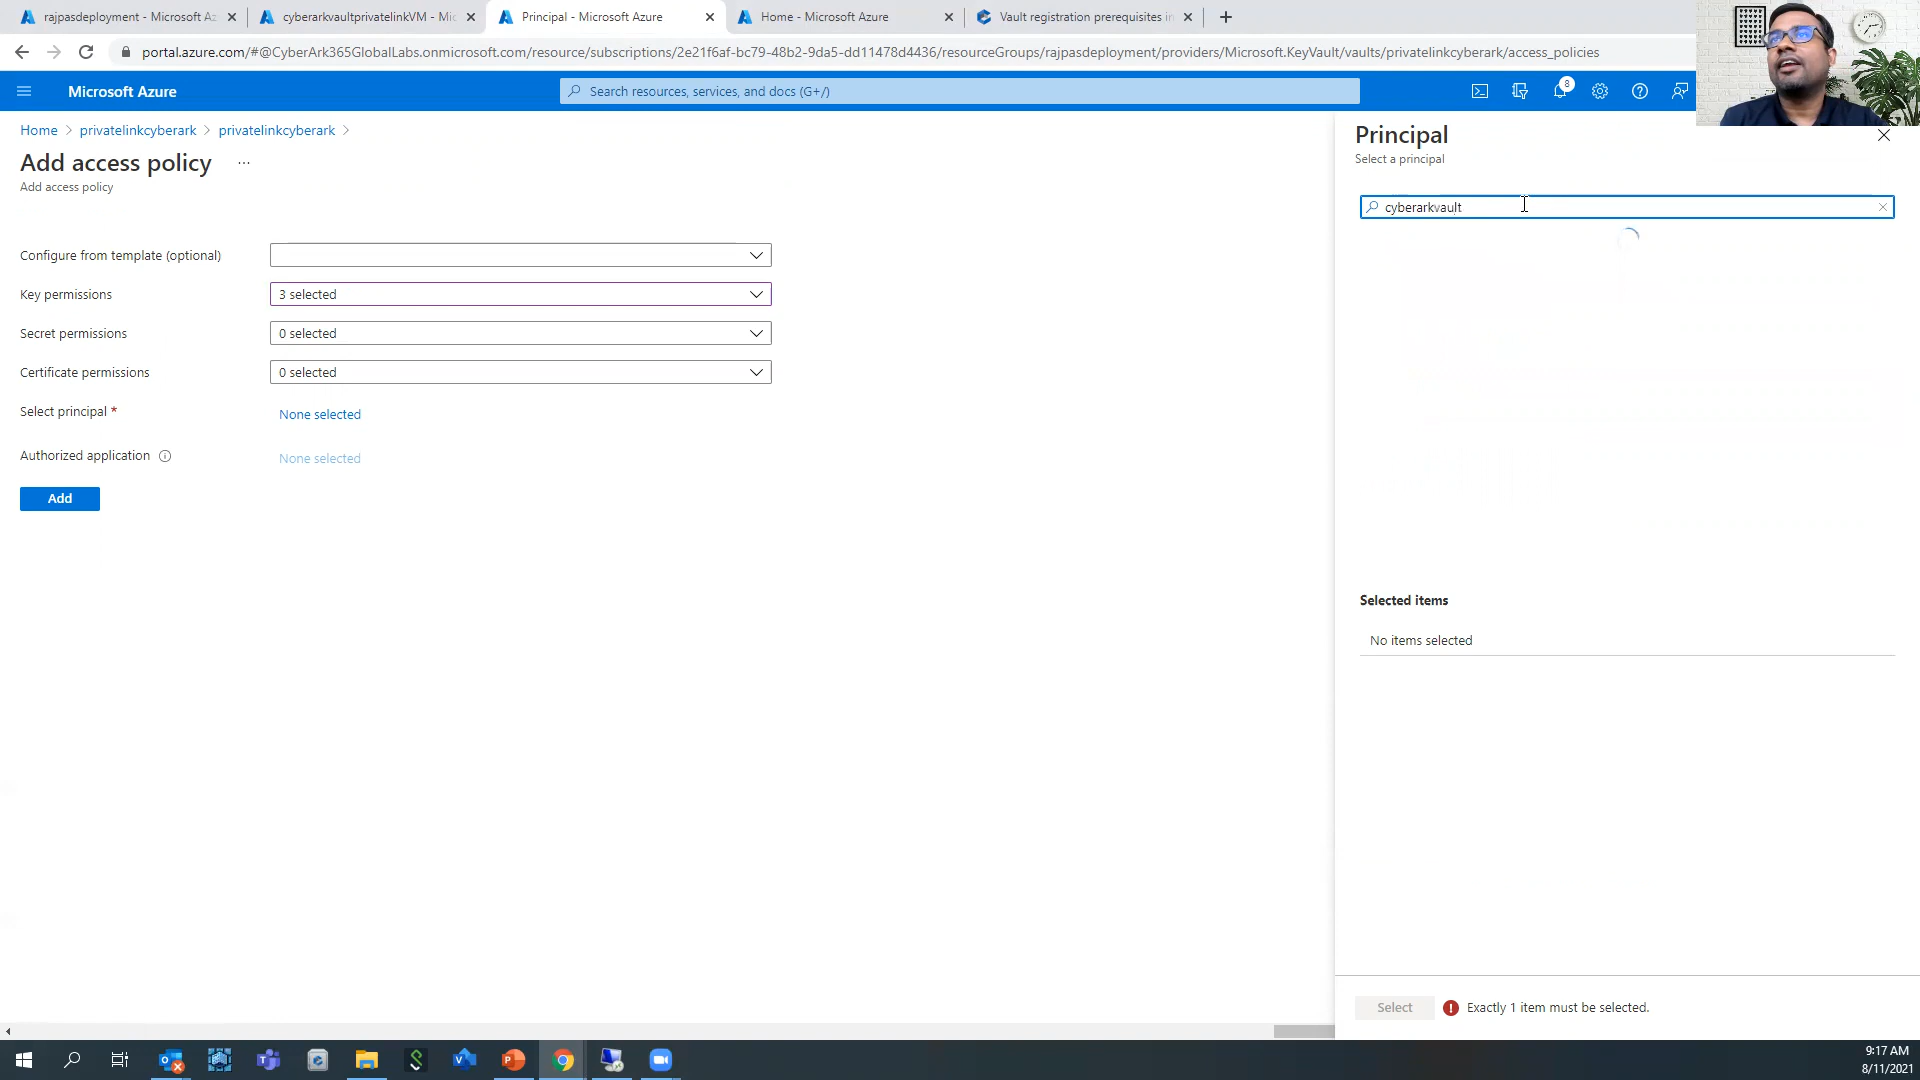 rajpasdeployment - Microsoft Az
cyberarkvaultprivatelinkVM - Mic
Principal - Microsoft Azure
Home - Microsoft Azure
Vault registration prerequisites in
portal.azure.com/#@CyberArk365GlobalLabs.onmicrosoft.com/resource/subscriptions/2e21f6af-bc79-48b2-9da5-dd11478d4436/resourceGroups/rajpasdeployment/providers/Microsoft.KeyVault/vaults/privatelinkcyberark/access_policies
Microsoft Azure
Search resources, services, and docs (G+/)
8
Home > privatelinkcyberark > privatelinkcyberark >
Add access policy ...
Add access policy
Configure from template (optional)
Key permissions
3 selected
Secret permissions
0 selected
Certificate permissions
0 selected
Select principal *
None selected
Authorized application
None selected
Add
Principal
Select a principal
cyberarkvault
Selected items
No items selected
Select
Exactly 1 item must be selected.
9:17 AM
8/11/2021